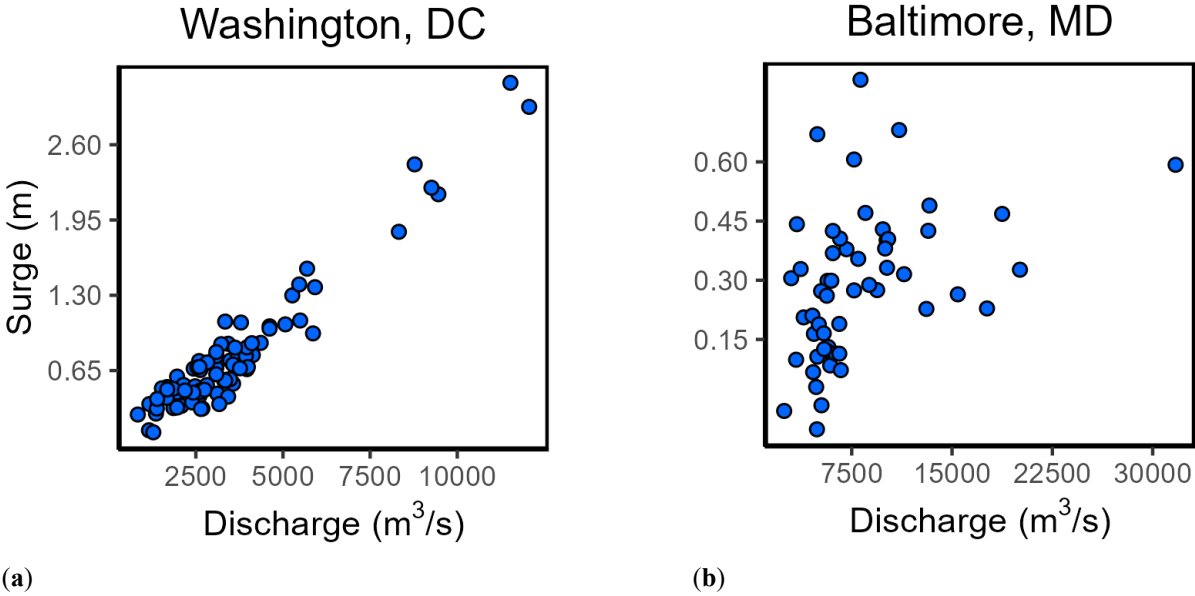 Washington, DC
Surge (m)
2.60
1.95
1.30
0.65
2500 5000 7500 10000
Discharge (m³/s)
(a)
Baltimore, MD
0.60
0.45
0.30
0.15
7500 15000 22500 30000
Discharge (m³/s)
(b)